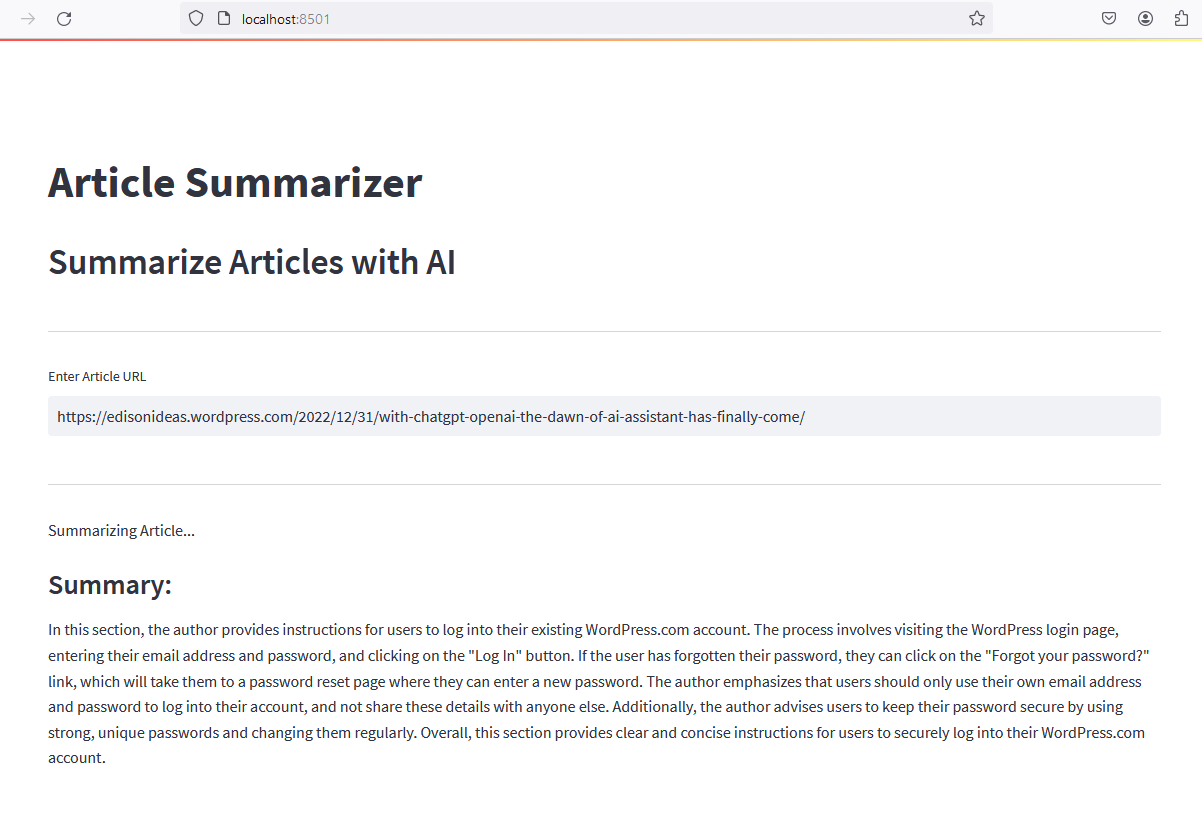 localhost:8501
Article Summarizer
Summarize Articles with AI
Enter Article URL
https://edisonideas.wordpress.com/2022/12/31/with-chatgpt-openai-the-dawn-of-ai-assistant-has-finally-come/
Summarizing Article...
Summary:
In this section, the author provides instructions for users to log into their existing WordPress.com account. The process involves visiting the WordPress login page,
entering their email address and password, and clicking on the "Log In" button. If the user has forgotten their password, they can click on the "Forgot your password?"
link, which will take them to a password reset page where they can enter a new password. The author emphasizes that users should only use their own email address
and password to log into their account, and not share these details with anyone else. Additionally, the author advises users to keep their password secure by using
strong, unique passwords and changing them regularly. Overall, this section provides clear and concise instructions for users to securely log into their WordPress.com
account.